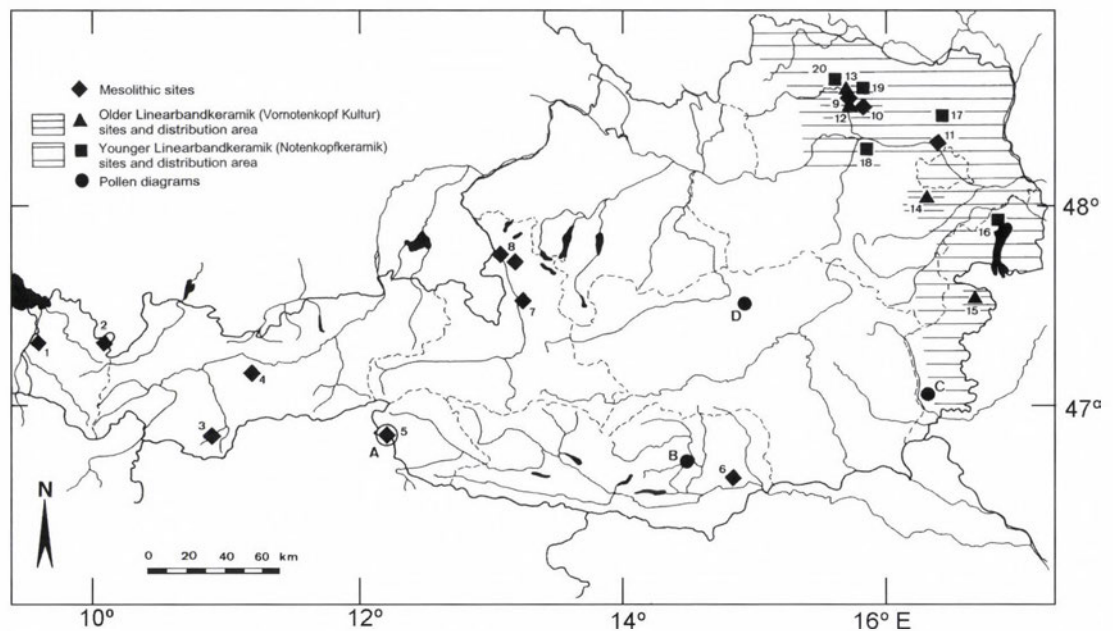 Mesolithic sites
Older Linearbandkeramik (Vornotenkopf Kultur)
sites and distribution area
Younger Linearbandkeramik (Notenkopfkeramik)
sites and distribution area
Pollen diagrams
20
13
19
9
12
10
17
11
18
14
16
15
48°
47°
8
7
2
1
4
3
5
A
6
B
C
D
N
0 20 40 60 km
10° 12° 14° 16° E